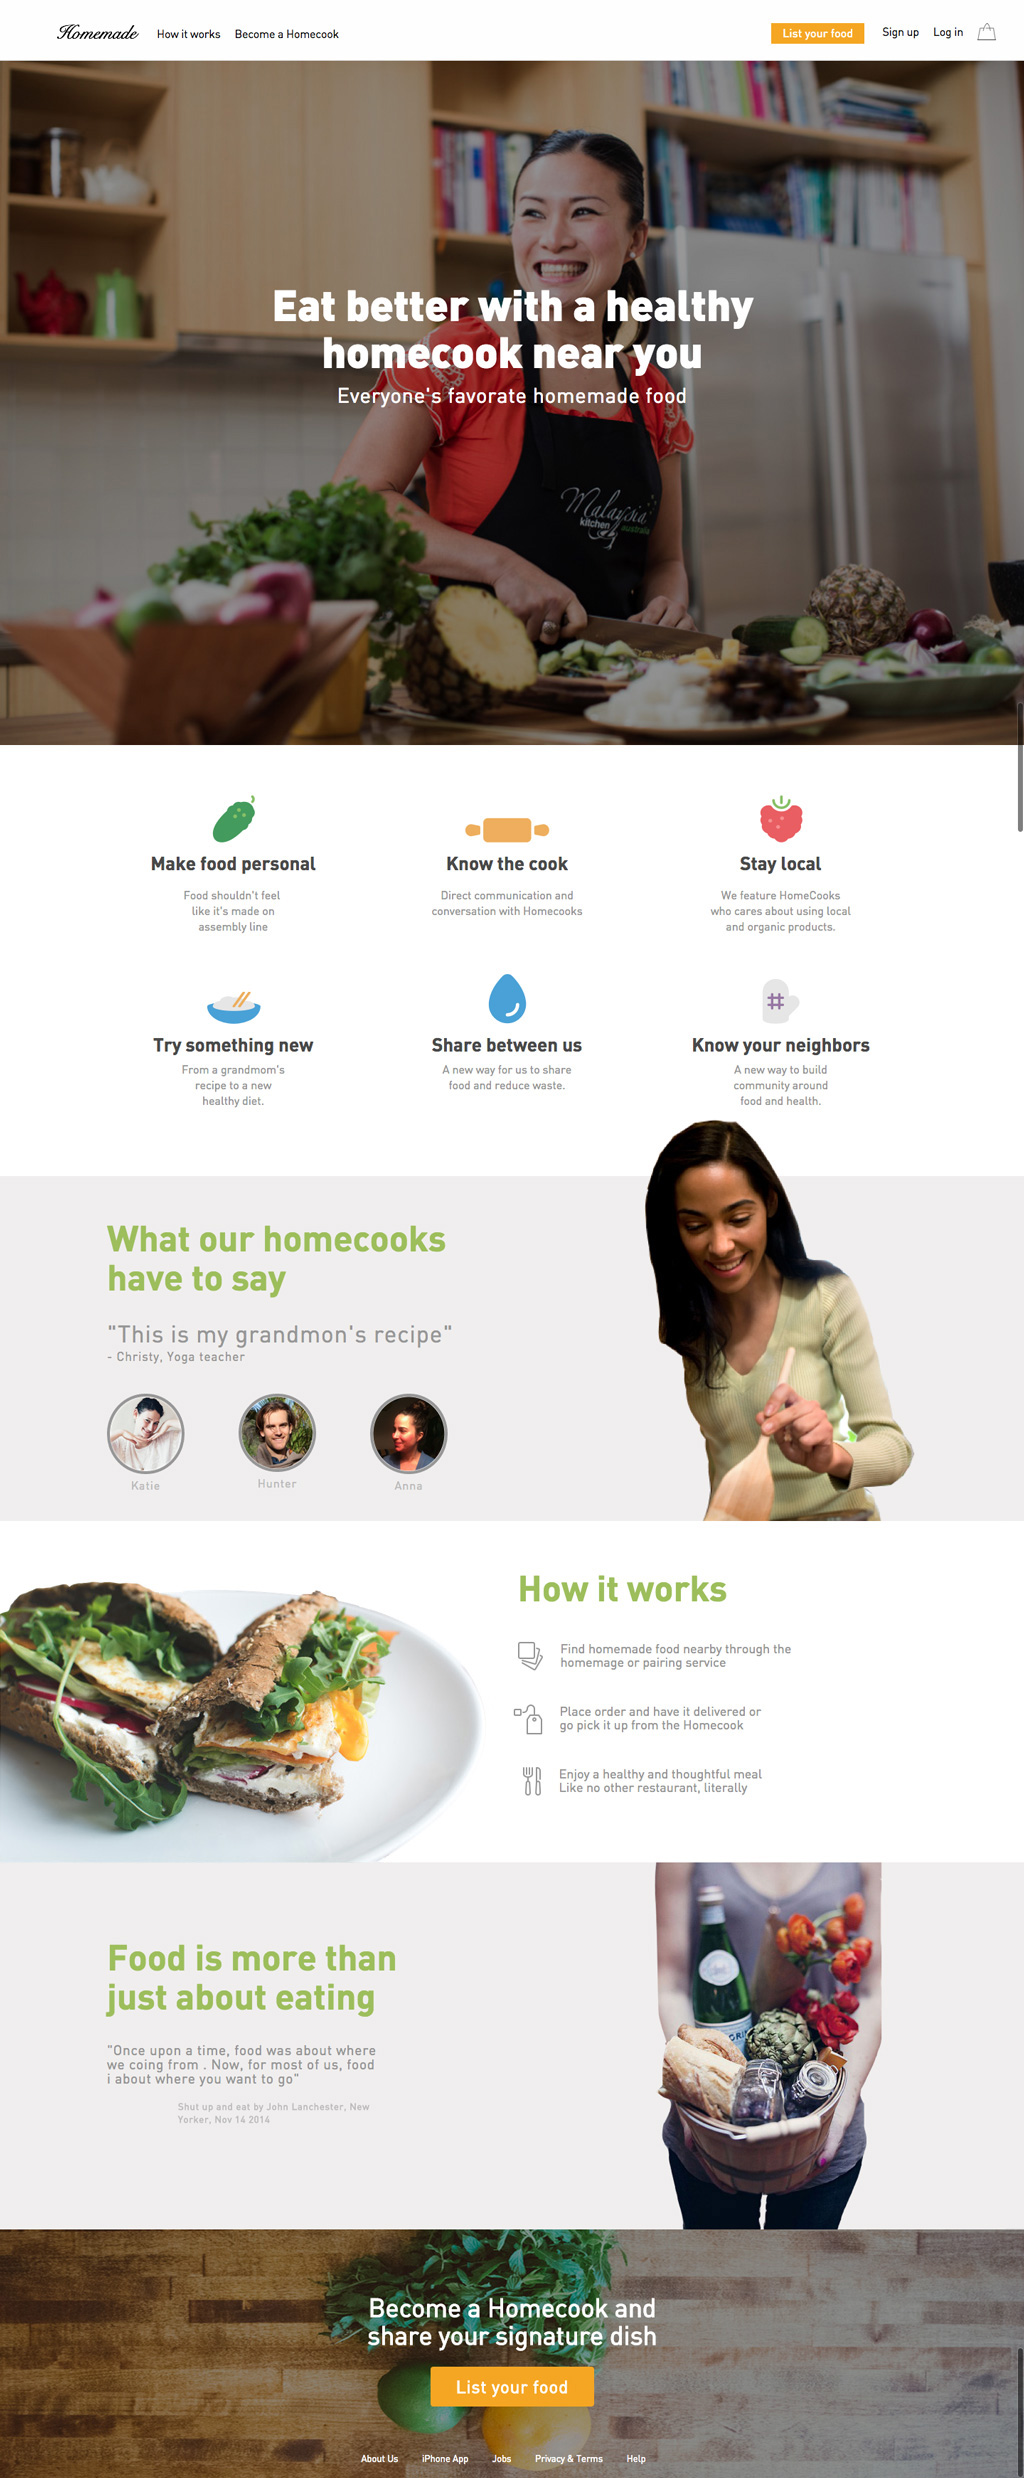 Homemade How it works Become a Homecook List your food Sign up Log in
Eat better with a healthy
homecook near you
Everyone's favorate homemade food
Malaysia
kitchen australia
Make food personal
Food shouldn't feel
like it's made on
assembly line
Know the cook
Direct communication and
conversation with Homecooks
Stay local
We feature HomeCooks
who cares about using local
and organic products.
Try something new
From a grandmom's
recipe to a new
healthy diet.
Share between us
A new way for us to share
food and reduce waste.
Know your neighbors
A new way to build
community around
food and health.
What our homecooks
have to say
"This is my grandmon's recipe"
- Christy, Yoga teacher
Katie
Hunter
Anna
How it works
Find homemade food nearby through the
homemage or pairing service
Place order and have it delivered or
go pick it up from the Homecook
Enjoy a healthy and thoughtful meal
Like no other restaurant, literally
Food is more than
just about eating
"Once upon a time, food was about where
we coing from . Now, for most of us, food
i about where you want to go"
Shut up and eat by John Lanchester, New
Yorker, Nov 14 2014
Become a Homecook and
share your signature dish
List your food
About Us iPhone App Jobs Privacy & Terms Help